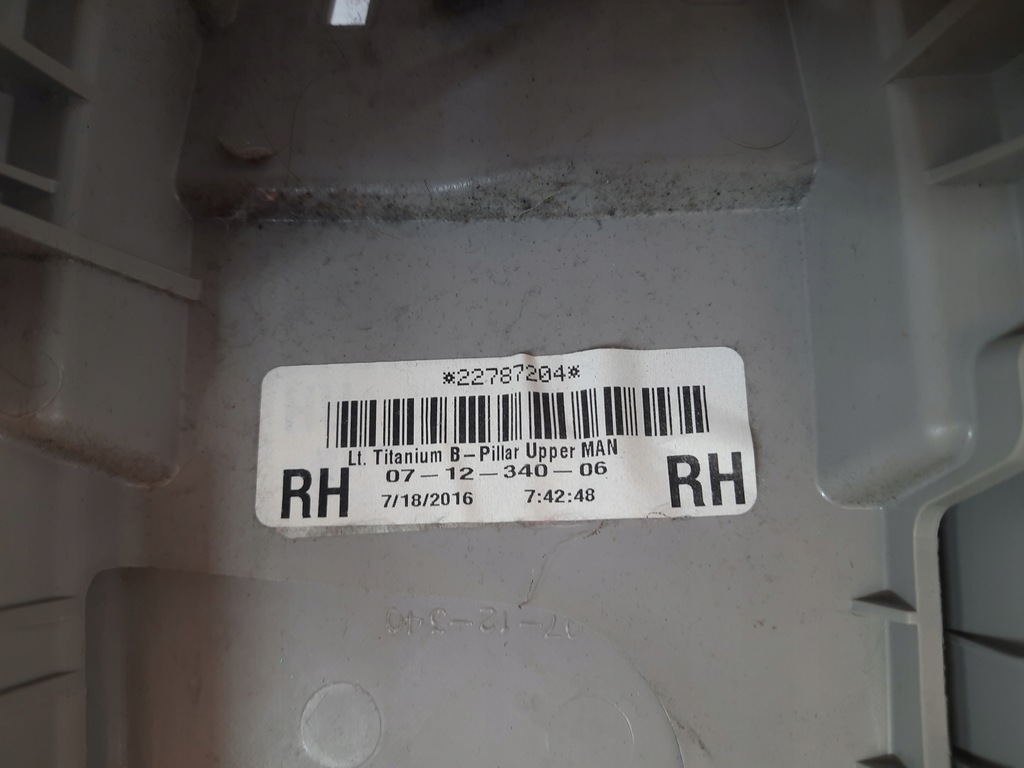 *22787204*
Lt. Titanium B-Pillar Upper MAN
RH 07-12-340-06 RH
7/18/2016 7:42:48
07-12-340